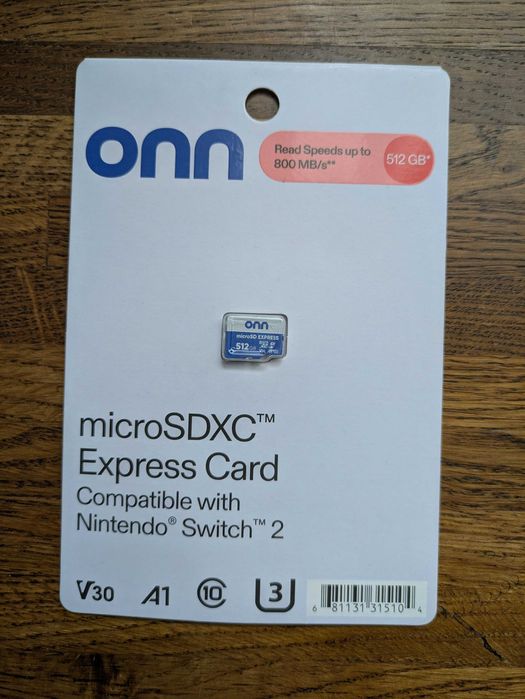 onn
Read Speeds up to
800 MB/s**
512 GB*
onn
microSD EXPRESS
512GB
microSDXC™
Express Card
Compatible with
Nintendo® Switch™ 2
V30 A1 10 3
6 81131 31510 4